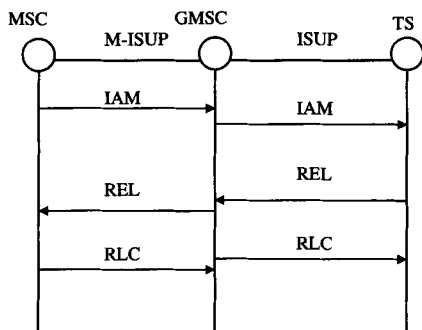 MSC
GMSC
TS
M-ISUP
ISUP
IAM
IAM
REL
REL
RLC
RLC